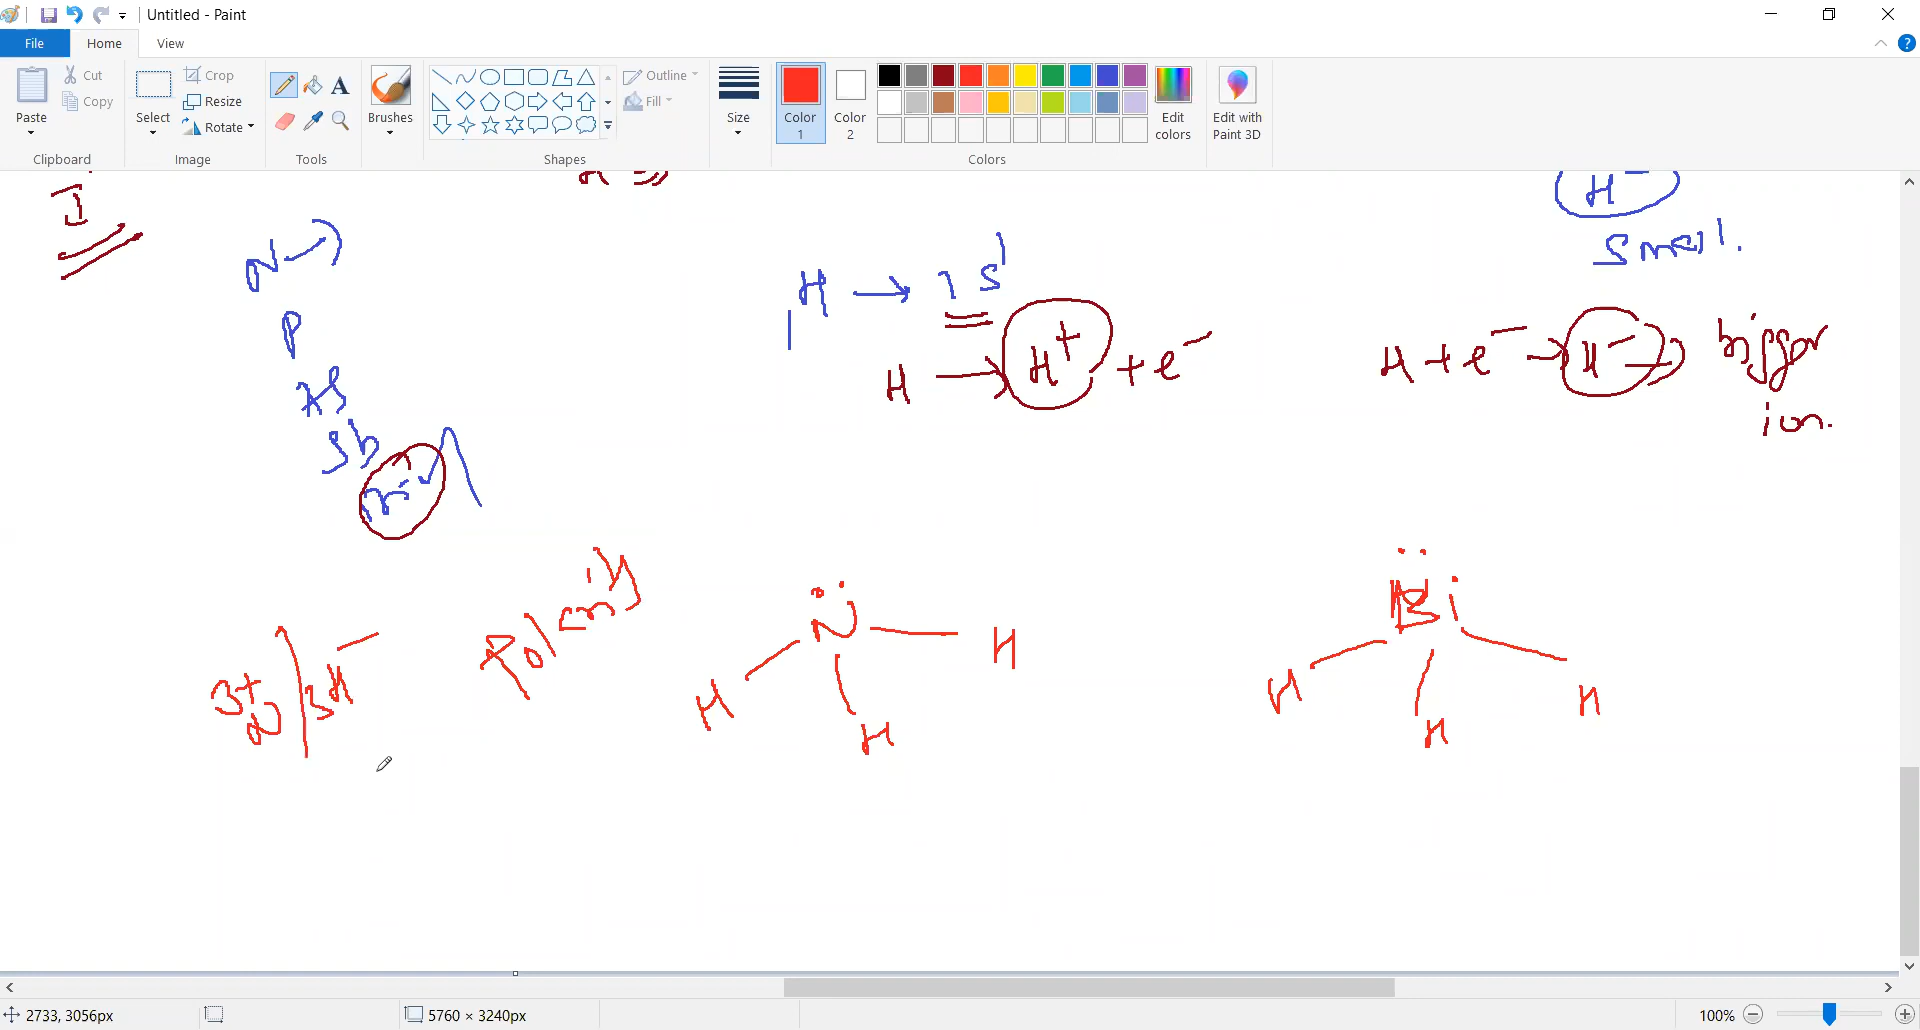 Untitled - Paint
File Home View
Cut
Copy
Paste
Clipboard
Crop
Resize
Rotate
Select
Image
Tools
Brushes
Outline
Fill
Shapes
Size
Color 1
Color 2
Edit colors
Edit with Paint 3D
Colors
I
H
H⁻
small.
N
P
As
Sb
₁H → 1s¹
H → H⁺ + e⁻
H + e⁻ → H⁻ bigger
ion.
Polarity
N
H H
H
Bi
H H
H
3H⁻
2733, 3056px
5760 × 3240px
100%